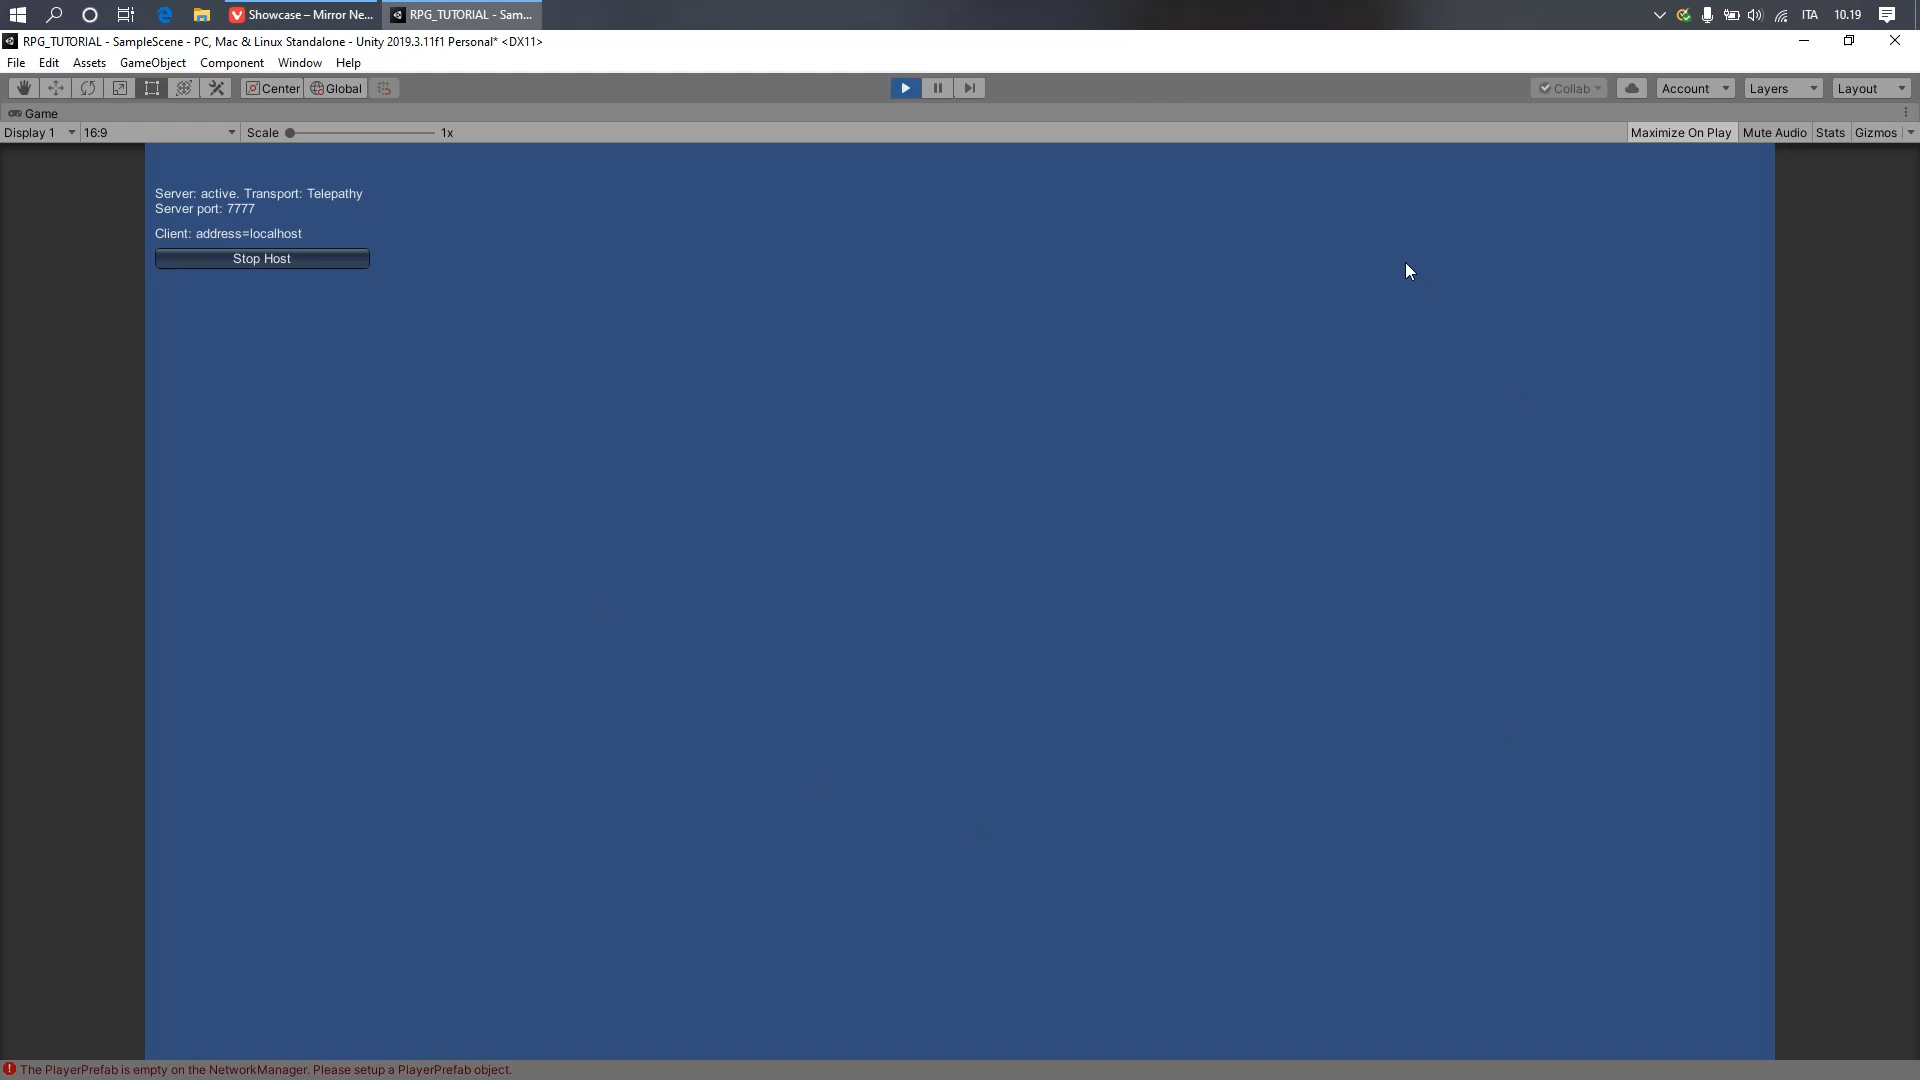 Showcase – Mirror Ne...
RPG_TUTORIAL - Sam...
ITA
10.19
RPG_TUTORIAL - SampleScene - PC, Mac & Linux Standalone - Unity 2019.3.11f1 Personal* <DX11>
File Edit Assets GameObject Component Window Help
Center Global Collab Account Layers Layout
Game
Display 1 16:9 Scale 1x Maximize On Play Mute Audio Stats Gizmos
Server: active. Transport: Telepathy
Server port: 7777
Client: address=localhost
Stop Host
The PlayerPrefab is empty on the NetworkManager. Please setup a PlayerPrefab object.